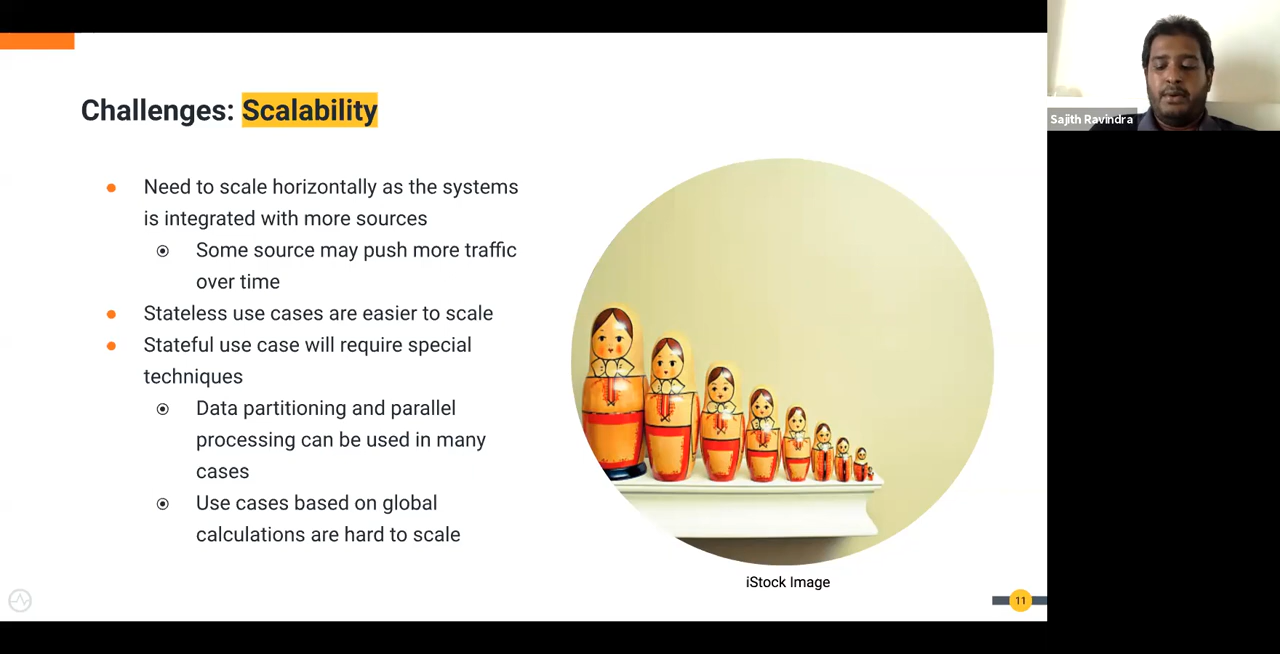 Challenges: Scalability
Need to scale horizontally as the systems
is integrated with more sources
Some source may push more traffic
over time
Stateless use cases are easier to scale
Stateful use case will require special
techniques
Data partitioning and parallel
processing can be used in many
cases
Use cases based on global
calculations are hard to scale
iStock Image
11
Sajith Ravindra